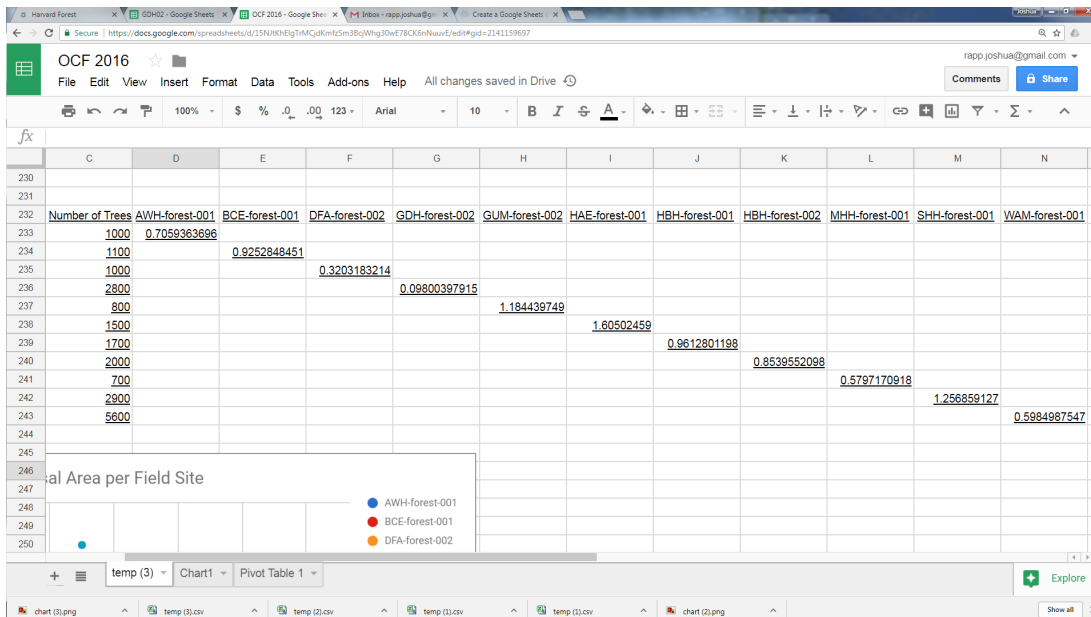 Harvard Forest × GDH02 - Google Sheets × OCF 2016 - Google Shee × Inbox - rapp.joshua@gm × Create a Google Sheets × Joshua
Secure | https://docs.google.com/spreadsheets/d/
OCF 2016
rapp.joshua@gmail.com
File Edit View Insert Format Data Tools Add-ons Help All changes saved in Drive
Comments Share
100% $ % .0 .00 123 Arial 10 B I S A Σ
fx
C D E F G H I J K L M N
230
231
232 Number of Trees AWH-forest-001 BCE-forest-001 DFA-forest-002 GDH-forest-002 GUM-forest-002 HAE-forest-001 HBH-forest-001 HBH-forest-002 MHH-forest-001 SHH-forest-001 WAM-forest-001
233 1000 0.7059363696
234 1100 0.9252848451
235 1000 0.3203183214
236 2800 0.09800397915
237 800 1.184439749
238 1500 1.60502459
239 1700 0.9612801198
240 2000 0.8539552098
241 700 0.5797170918
242 2900 1.256859127
243 5600 0.5984987547
244
245
246
sal Area per Field Site
247
248 AWH-forest-001
249 BCE-forest-001
250 DFA-forest-002
+ temp (3) Chart1 Pivot Table 1 Explore
chart (3).png temp (3).csv temp (2).csv temp (1).csv temp (1).csv chart (2).png Show all